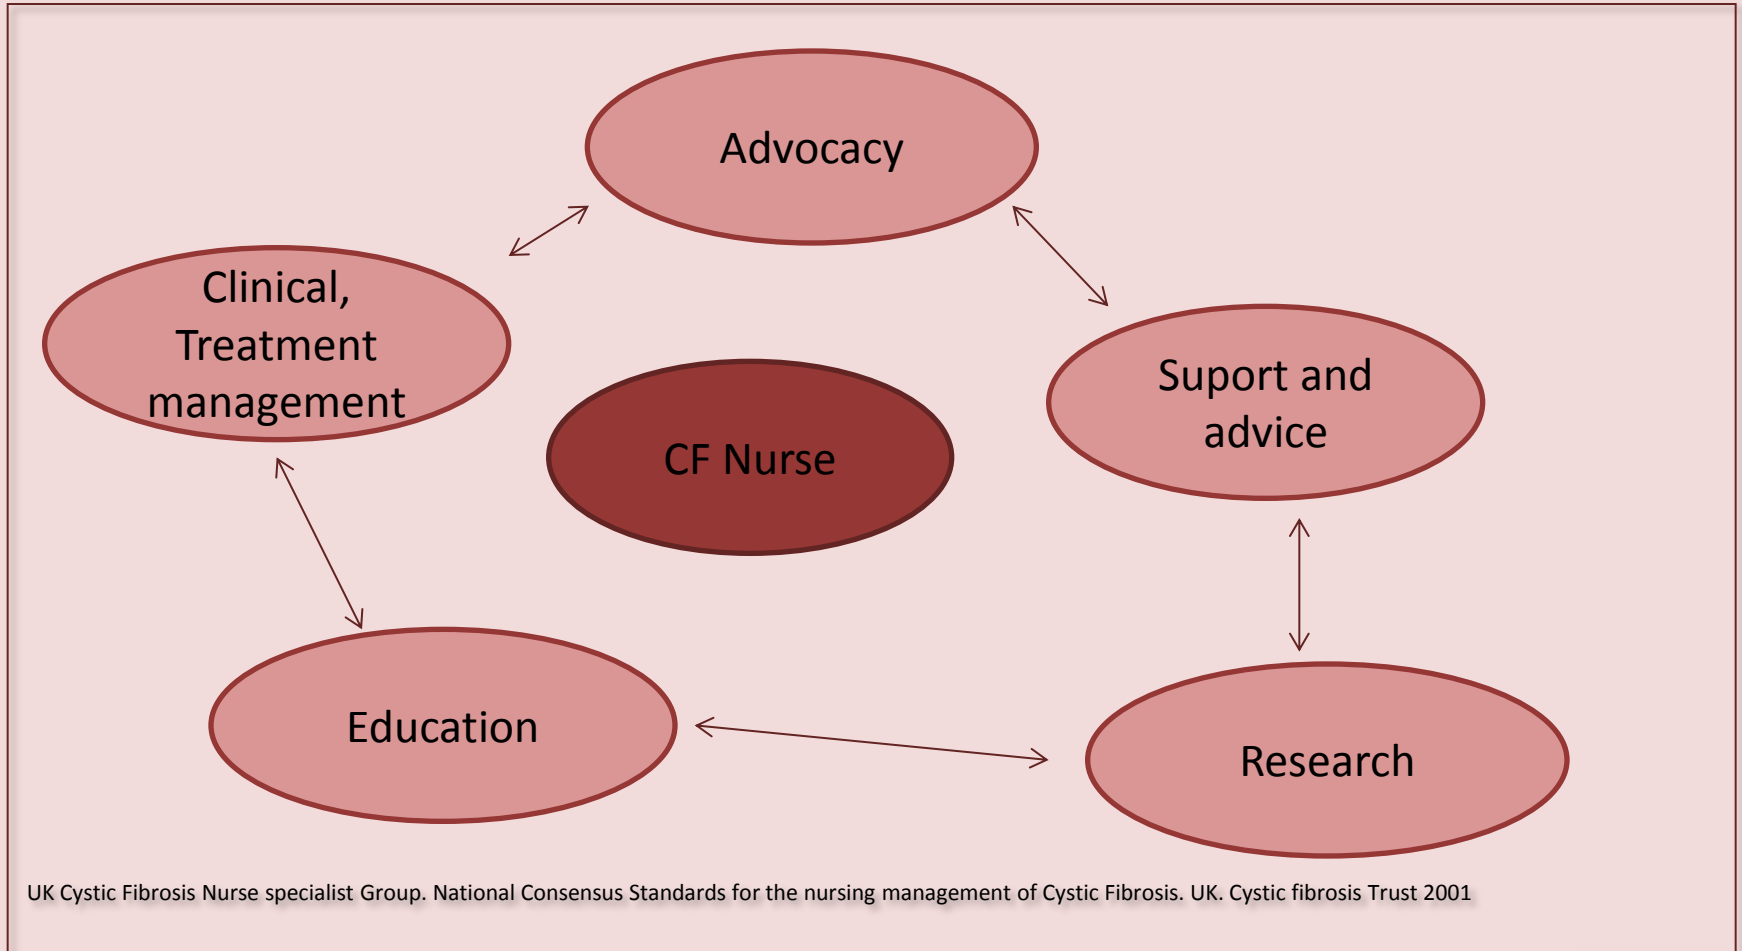 Advocacy
Clinical,
Treatment
management
Suport and
advice
CF Nurse
Education
Research
UK Cystic Fibrosis Nurse specialist Group. National Consensus Standards for the nursing management of Cystic Fibrosis. UK. Cystic fibrosis Trust 2001